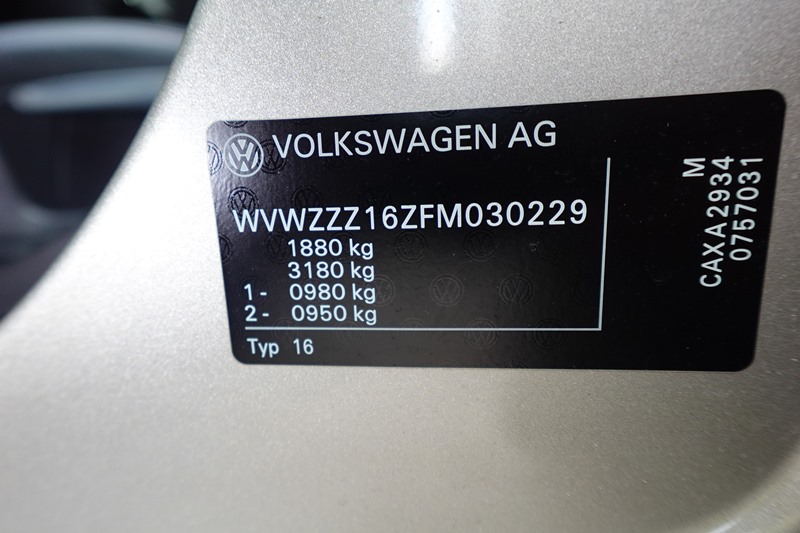 VOLKSWAGEN AG
WVWZZZ16ZFM030229
1880 kg
3180 kg
1 - 0980 kg
2 - 0950 kg
Typ 16
M
CAXA2934
0757031